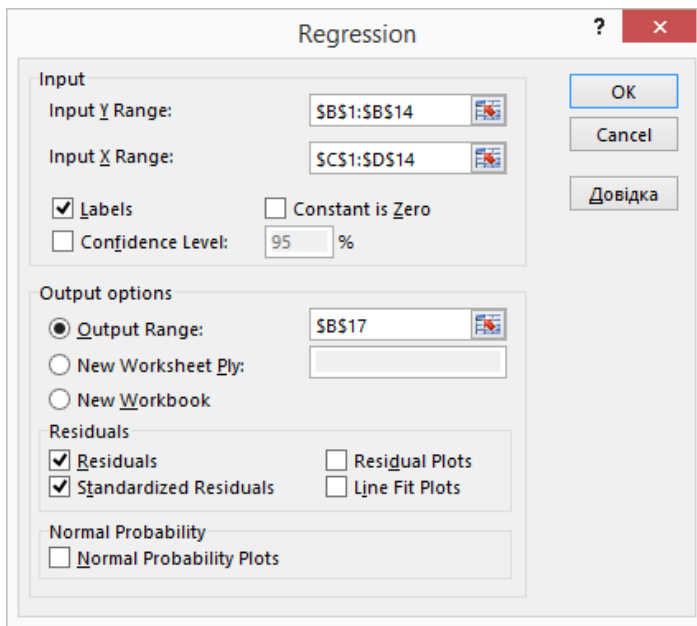 Regression
?
×
Input
Input Y Range:
$B$1:$B$14
Input X Range:
$C$1:$D$14
Labels
Constant is Zero
Confidence Level:
95
%
OK
Cancel
Довідка
Output options
Output Range:
$B$17
New Worksheet Ply:
New Workbook
Residuals
Residuals
Residual Plots
Standardized Residuals
Line Fit Plots
Normal Probability
Normal Probability Plots